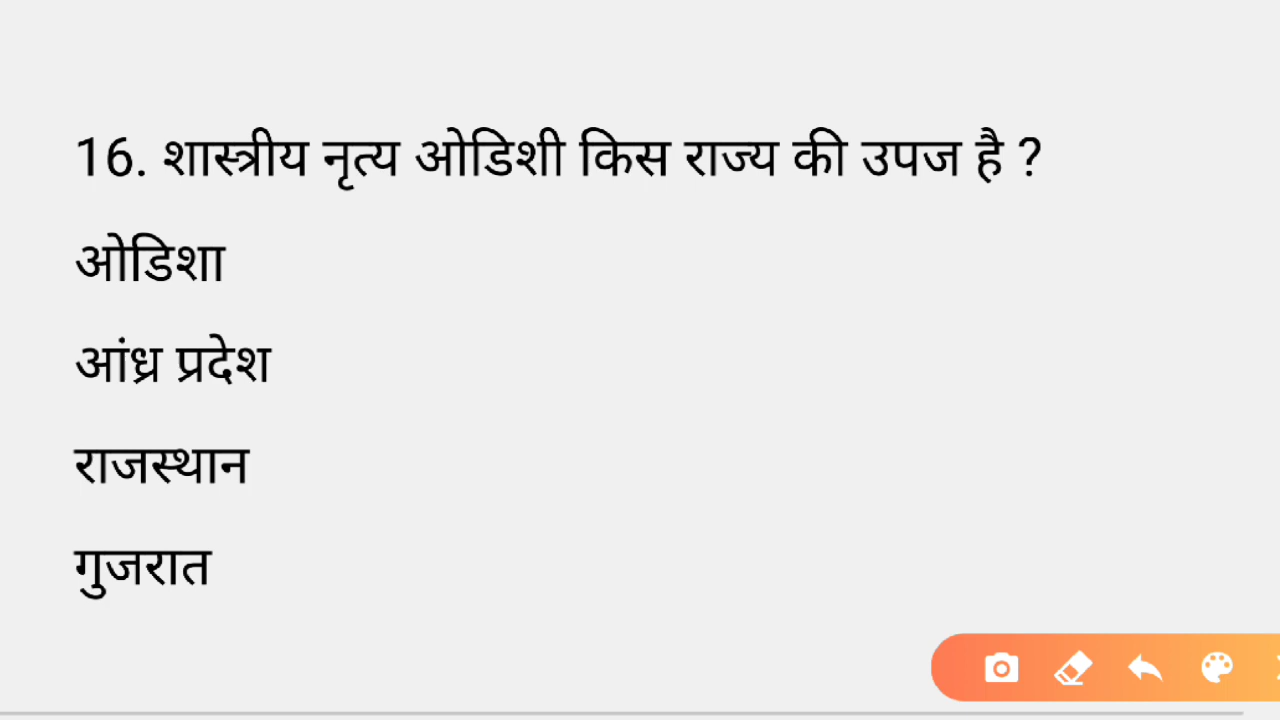 16. शास्त्रीय नृत्य ओडिशी किस राज्य की उपज है ?
ओडिशा
आंध्र प्रदेश
राजस्थान
गुजरात